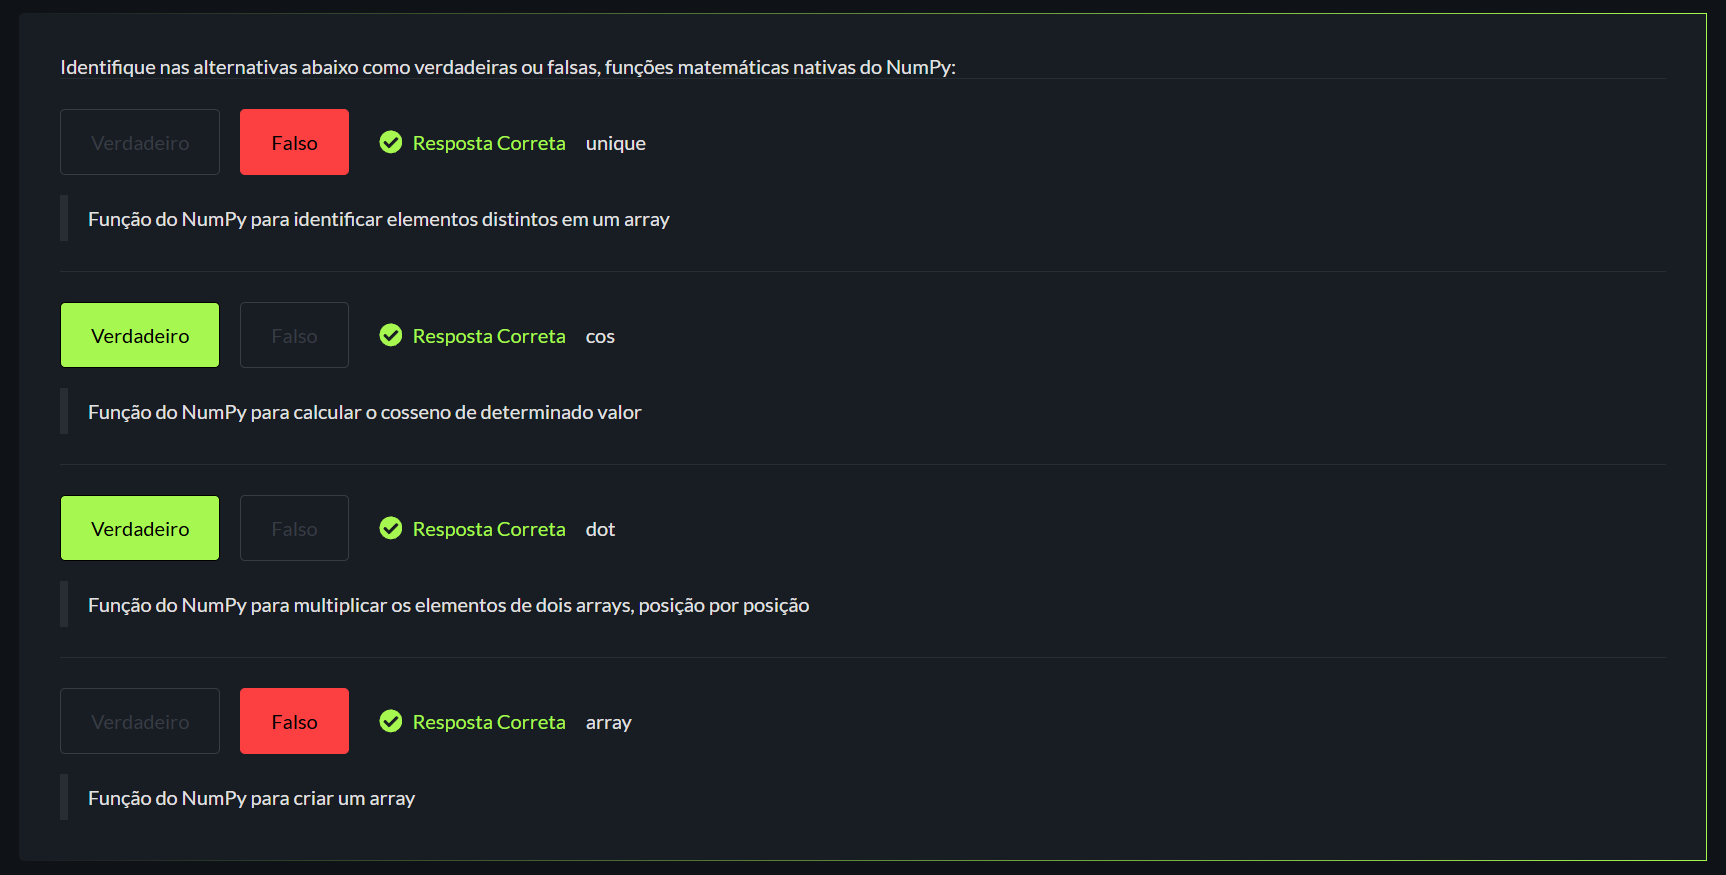 Identifique nas alternativas abaixo como verdadeiras ou falsas, funções matemáticas nativas do NumPy:
Verdadeiro Falso Resposta Correta unique
Função do NumPy para identificar elementos distintos em um array
Verdadeiro Falso Resposta Correta cos
Função do NumPy para calcular o cosseno de determinado valor
Verdadeiro Falso Resposta Correta dot
Função do NumPy para multiplicar os elementos de dois arrays, posição por posição
Verdadeiro Falso Resposta Correta array
Função do NumPy para criar um array